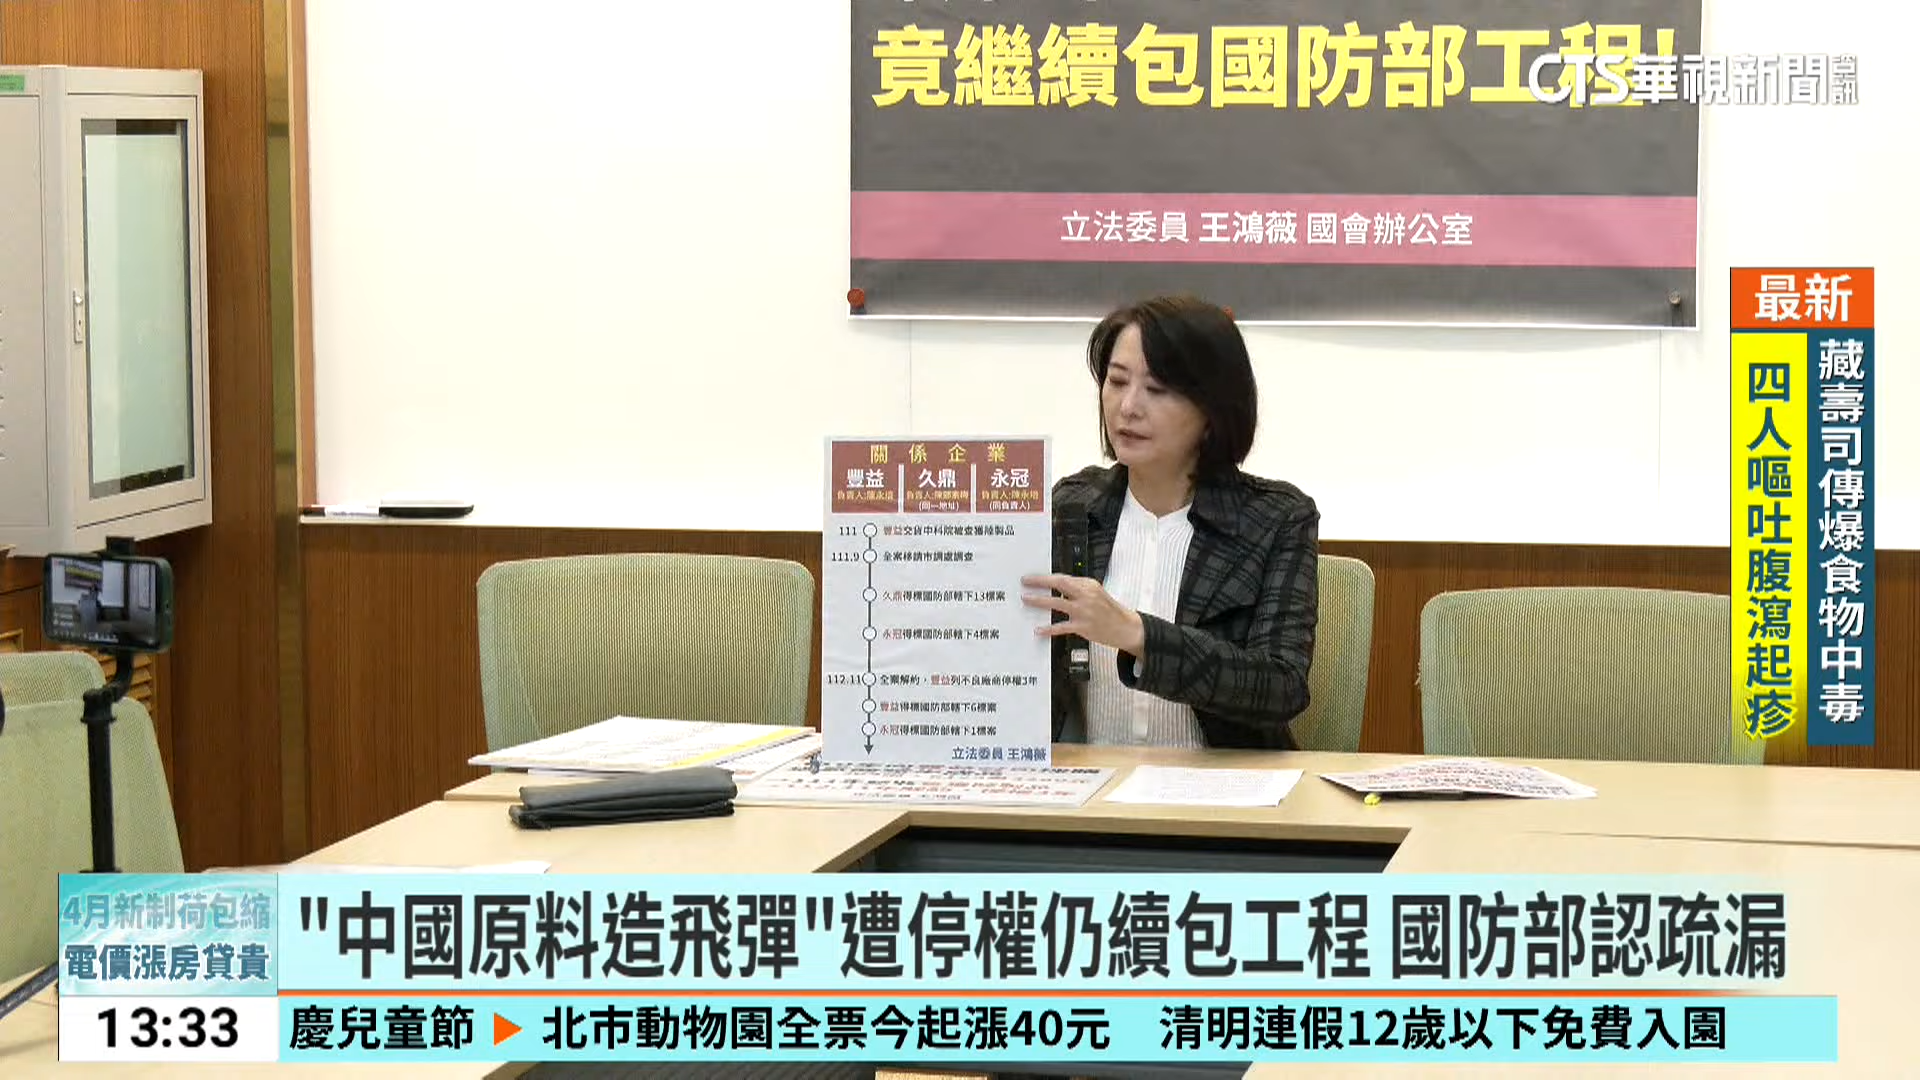 竟繼續包國防部工程!
CTS華視新聞資訊
立法委員 王鴻薇 國會辦公室
最新
藏壽司傳爆食物中毒
四人嘔吐腹瀉起疹
關係企業
豐益 久鼎 永冠
(同一地址) (同負責人)
111 豐益交貨中科院被查獲陸製品
111.9 全案移請市調處調查
久鼎得標國防部轄下13標案
永冠得標國防部轄下4標案
112.11 全案解約，豐益列不良廠商停權3年
豐益得標國防部轄下6標案
永冠得標國防部轄下1標案
立法委員 王鴻薇
4月新制荷包縮
電價漲房貸貴
"中國原料造飛彈"遭停權仍續包工程 國防部認疏漏
13:33
慶兒童節 ▶ 北市動物園全票今起漲40元 清明連假12歲以下免費入園